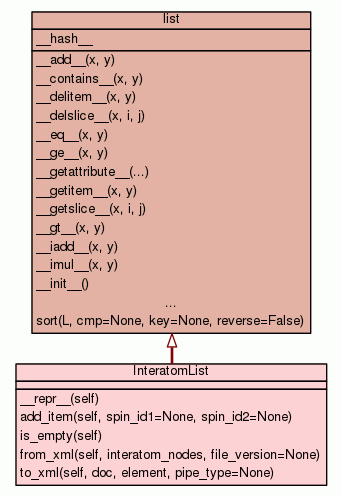 list
__hash__
__add__(x, y)
__contains__(x, y)
__delitem__(x, y)
__delslice__(x, i, j)
__eq__(x, y)
__ge__(x, y)
__getattribute__(...)
__getitem__(x, y)
__getslice__(x, i, j)
__gt__(x, y)
__iadd__(x, y)
__imul__(x, y)
__init__()
...
sort(L, cmp=None, key=None, reverse=False)
InteratomList
__repr__(self)
add_item(self, spin_id1=None, spin_id2=None)
is_empty(self)
from_xml(self, interatom_nodes, file_version=None)
to_xml(self, doc, element, pipe_type=None)